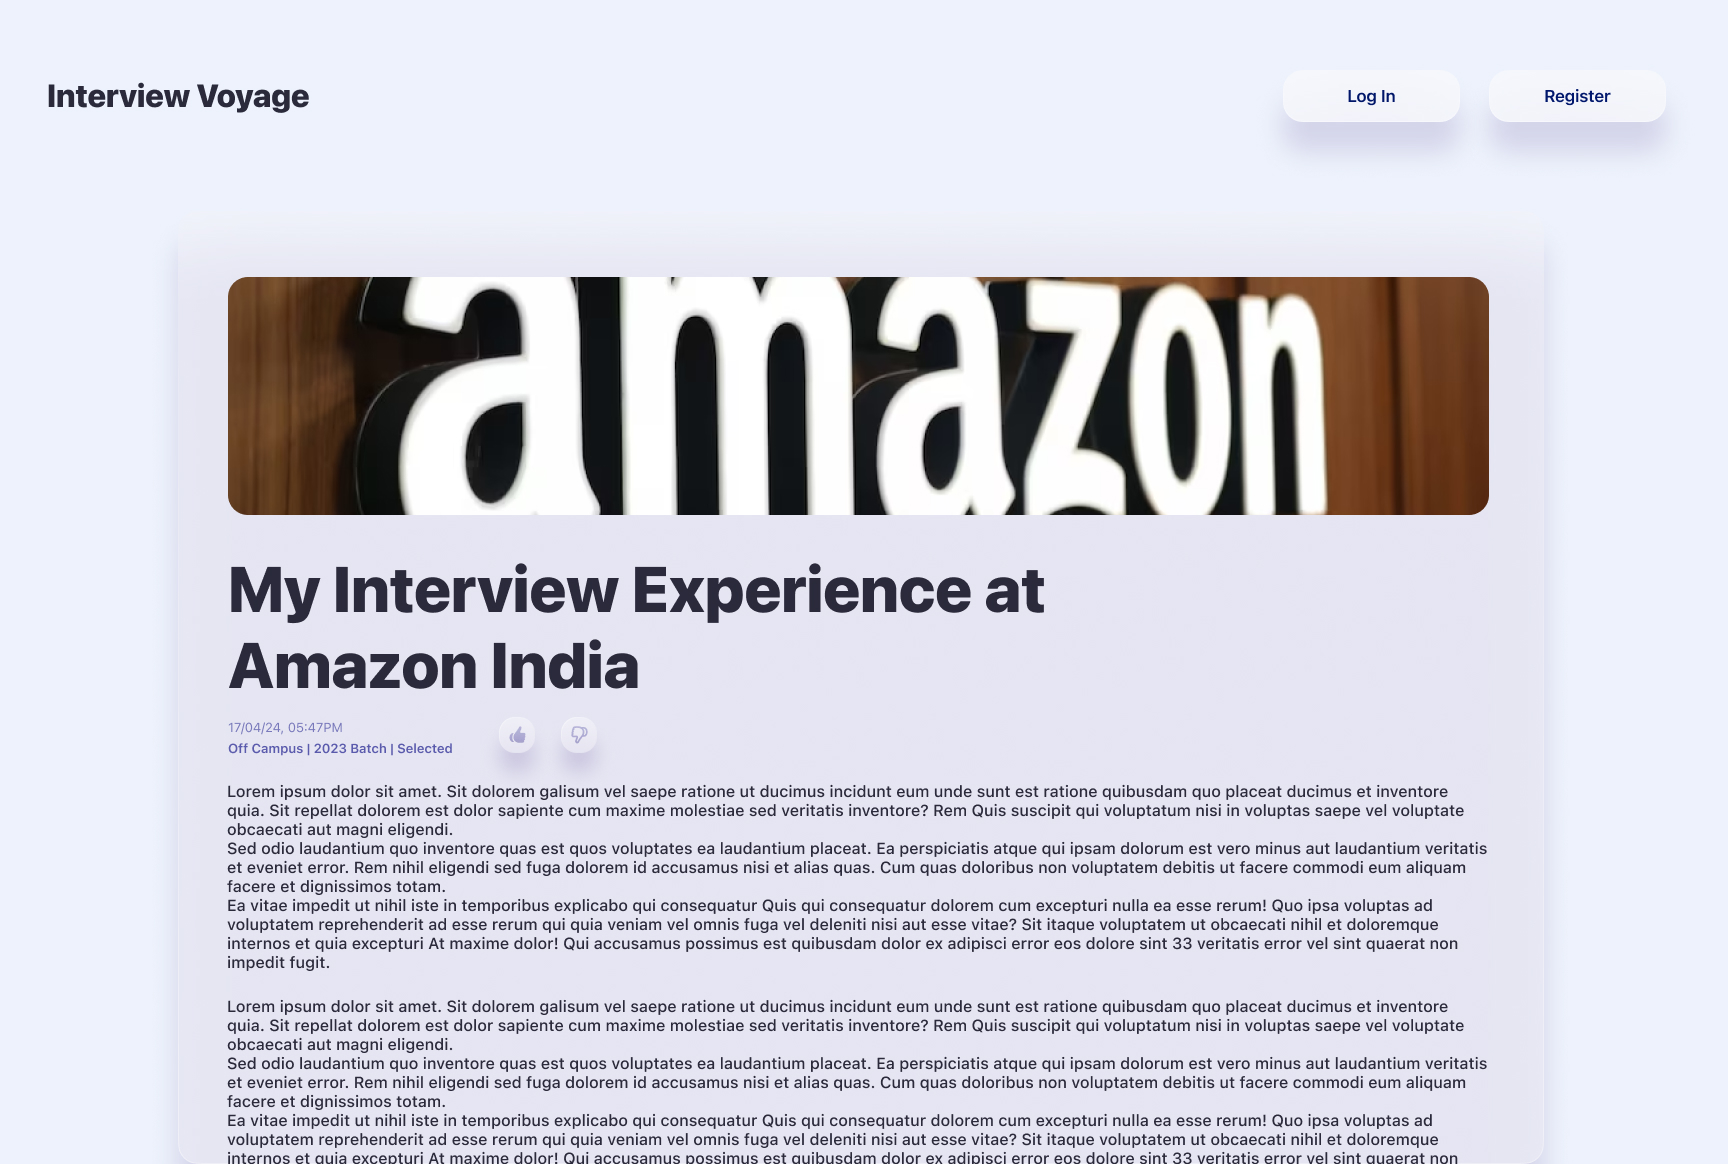 Interview Voyage
Log In
Register
amazon
My Interview Experience at
Amazon India
17/04/24, 05:47PM
Off Campus | 2023 Batch | Selected
Lorem ipsum dolor sit amet. Sit dolorem galisum vel saepe ratione ut ducimus incidunt eum unde sunt est ratione quibusdam quo placeat ducimus et inventore
quia. Sit repellat dolorem est dolor sapiente cum maxime molestiae sed veritatis inventore? Rem Quis suscipit qui voluptatum nisi in voluptas saepe vel voluptate
obcaecati aut magni eligendi.
Sed odio laudantium quo inventore quas est quos voluptates ea laudantium placeat. Ea perspiciatis atque qui ipsam dolorum est vero minus aut laudantium veritatis
et eveniet error. Rem nihil eligendi sed fuga dolorem id accusamus nisi et alias quas. Cum quas doloribus non voluptatem debitis ut facere commodi eum aliquam
facere et dignissimos totam.
Ea vitae impedit ut nihil iste in temporibus explicabo qui consequatur Quis qui consequatur dolorem cum excepturi nulla ea esse rerum! Quo ipsa voluptas ad
voluptatem reprehenderit ad esse rerum qui quia veniam vel omnis fuga vel deleniti nisi aut esse vitae? Sit itaque voluptatem ut obcaecati nihil et doloremque
internos et quia excepturi At maxime dolor! Qui accusamus possimus est quibusdam dolor ex adipisci error eos dolore sint 33 veritatis error vel sint quaerat non
impedit fugit.
Lorem ipsum dolor sit amet. Sit dolorem galisum vel saepe ratione ut ducimus incidunt eum unde sunt est ratione quibusdam quo placeat ducimus et inventore
quia. Sit repellat dolorem est dolor sapiente cum maxime molestiae sed veritatis inventore? Rem Quis suscipit qui voluptatum nisi in voluptas saepe vel voluptate
obcaecati aut magni eligendi.
Sed odio laudantium quo inventore quas est quos voluptates ea laudantium placeat. Ea perspiciatis atque qui ipsam dolorum est vero minus aut laudantium veritatis
et eveniet error. Rem nihil eligendi sed fuga dolorem id accusamus nisi et alias quas. Cum quas doloribus non voluptatem debitis ut facere commodi eum aliquam
facere et dignissimos totam.
Ea vitae impedit ut nihil iste in temporibus explicabo qui consequatur Quis qui consequatur dolorem cum excepturi nulla ea esse rerum! Quo ipsa voluptas ad
voluptatem reprehenderit ad esse rerum qui quia veniam vel omnis fuga vel deleniti nisi aut esse vitae? Sit itaque voluptatem ut obcaecati nihil et doloremque
internos et quia excepturi At maxime dolor! Qui accusamus possimus est quibusdam dolor ex adipisci error eos dolore sint 33 veritatis error vel sint quaerat non